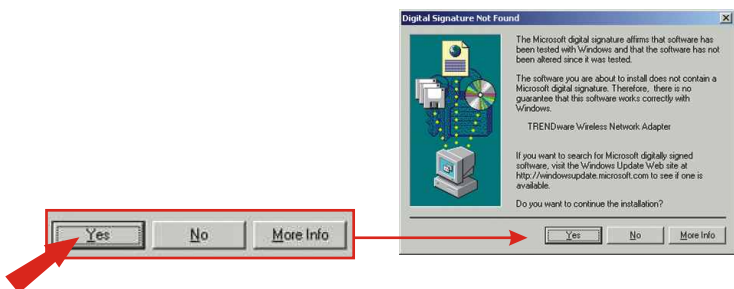 Digital Signature Not Found
The Microsoft digital signature affirms that software has
been tested with Windows and that the software has not
been altered since it was tested.
The software you are about to install does not contain a
Microsoft digital signature. Therefore, there is no
guarantee that this software works correctly with
Windows.
TRENDware Wireless Network Adapter
If you want to search for Microsoft digitally signed
software, visit the Windows Update Web site at
http://windowsupdate.microsoft.com to see if one is
available.
Do you want to continue the installation?
Yes No More Info
Yes No More Info